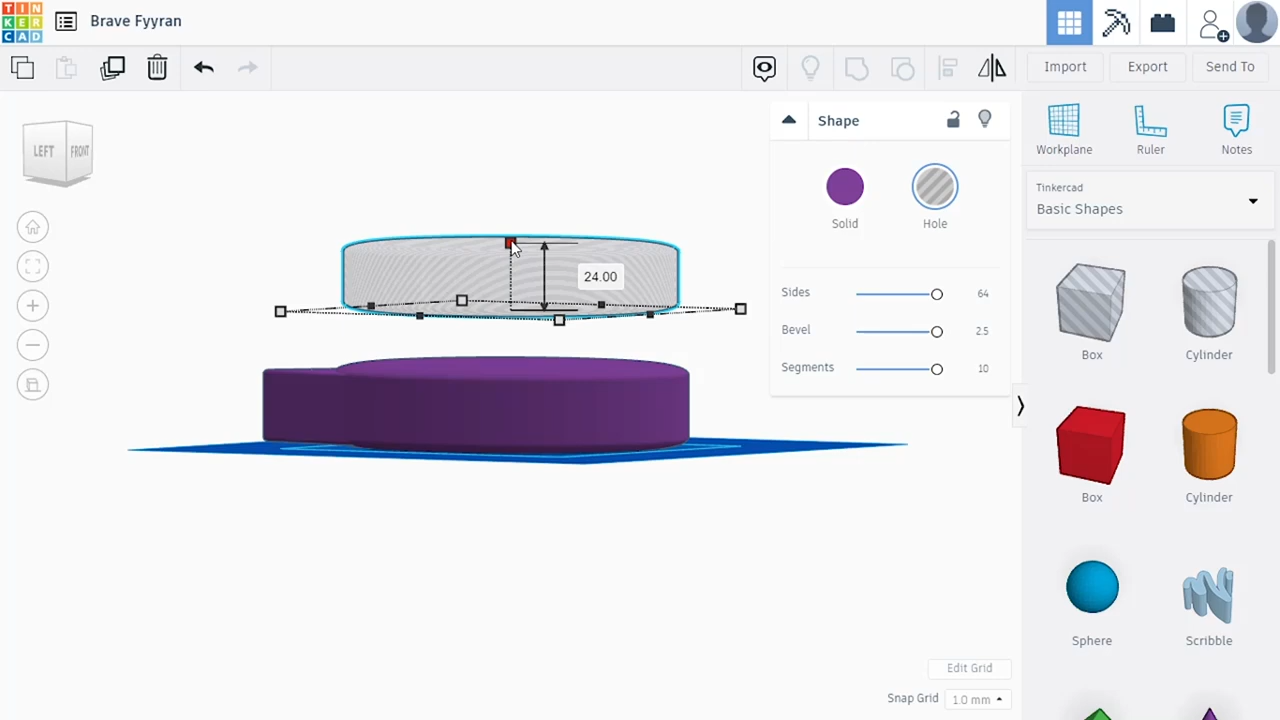 TIN
KER
CAD
Brave Fyyran
Import
Export
Send To
LEFT
FRONT
Shape
Solid
Hole
Sides
64
Bevel
2.5
Segments
10
24.00
Workplane
Ruler
Notes
Tinkercad
Basic Shapes
Box
Cylinder
Box
Cylinder
Sphere
Scribble
Edit Grid
Snap Grid
1.0 mm